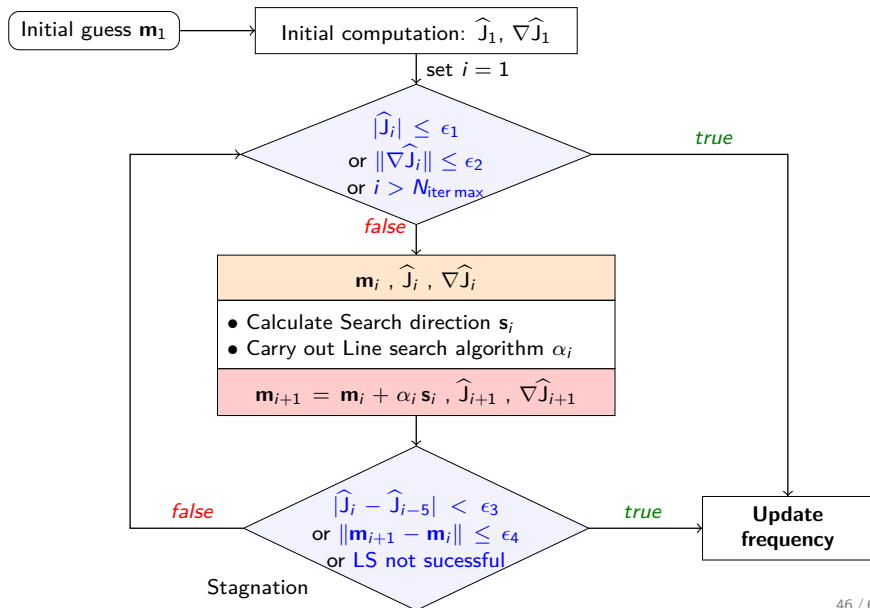 Initial guess m₁
Initial computation: Ĵ₁, ∇Ĵ₁
set i = 1
|Ĵᵢ| ≤ ϵ₁
or ‖∇Ĵᵢ‖ ≤ ϵ₂
or i > N_iter max
true
false
mᵢ , Ĵᵢ , ∇Ĵᵢ
• Calculate Search direction sᵢ
• Carry out Line search algorithm αᵢ
mᵢ₊₁ = mᵢ + αᵢ sᵢ , Ĵᵢ₊₁ , ∇Ĵᵢ₊₁
|Ĵᵢ − Ĵᵢ₋₅| < ϵ₃
or ‖mᵢ₊₁ − mᵢ‖ ≤ ϵ₄
or LS not sucessful
false
true
Update
frequency
Stagnation
46 /